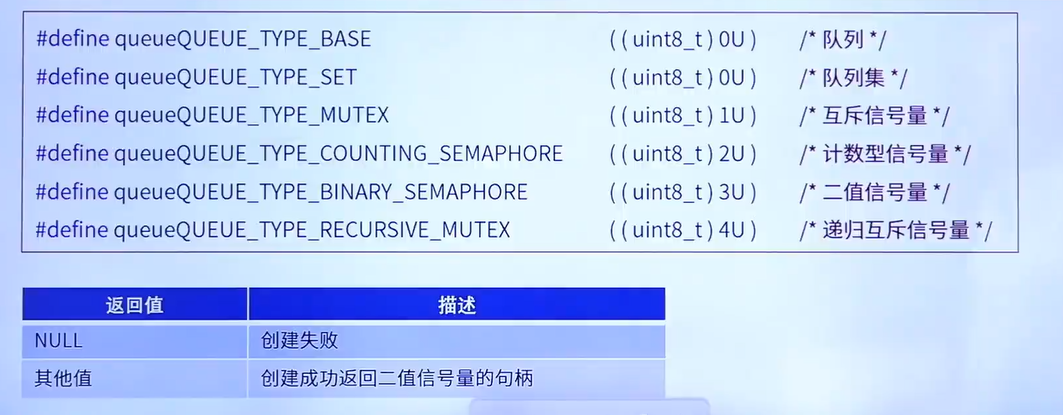 #define queueQUEUE_TYPE_BASE ( ( uint8_t ) 0U ) /* 队列 */
#define queueQUEUE_TYPE_SET ( ( uint8_t ) 0U ) /* 队列集 */
#define queueQUEUE_TYPE_MUTEX ( ( uint8_t ) 1U ) /* 互斥信号量 */
#define queueQUEUE_TYPE_COUNTING_SEMAPHORE ( ( uint8_t ) 2U ) /* 计数型信号量 */
#define queueQUEUE_TYPE_BINARY_SEMAPHORE ( ( uint8_t ) 3U ) /* 二值信号量 */
#define queueQUEUE_TYPE_RECURSIVE_MUTEX ( ( uint8_t ) 4U ) /* 递归互斥信号量 */
返回值 描述
NULL 创建失败
其他值 创建成功返回二值信号量的句柄